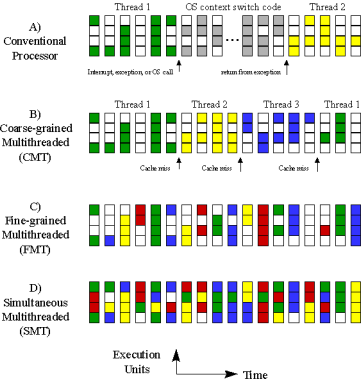 Thread 1 OS context switch code Thread 2
A)
Conventional
Processor
...
Interrupt, exception, or OS call return from exception
Thread 1 Thread 2 Thread 3 Thread 1
B)
Coarse-grained
Multithreaded
(CMT)
Cache miss Cache miss Cache miss
C)
Fine-grained
Multithreaded
(FMT)
D)
Simultaneous
Multithreaded
(SMT)
Execution
Units
Time